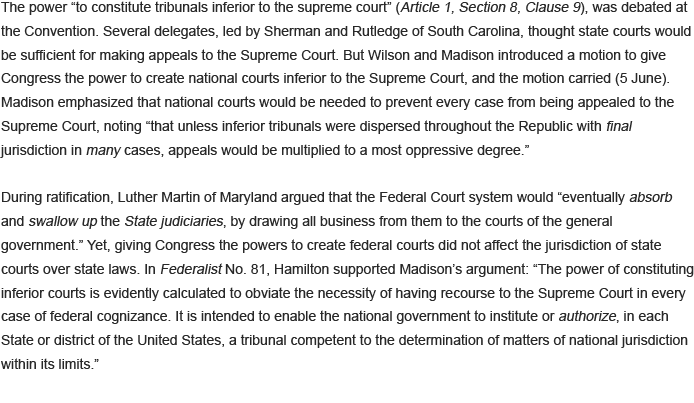 The power “to constitute tribunals inferior to the supreme court” (Article 1, Section 8, Clause 9), was debated at
the Convention. Several delegates, led by Sherman and Rutledge of South Carolina, thought state courts would
be sufficient for making appeals to the Supreme Court. But Wilson and Madison introduced a motion to give
Congress the power to create national courts inferior to the Supreme Court, and the motion carried (5 June).
Madison emphasized that national courts would be needed to prevent every case from being appealed to the
Supreme Court, noting “that unless inferior tribunals were dispersed throughout the Republic with final
jurisdiction in many cases, appeals would be multiplied to a most oppressive degree.”

During ratification, Luther Martin of Maryland argued that the Federal Court system would “eventually absorb
and swallow up the State judiciaries, by drawing all business from them to the courts of the general
government.” Yet, giving Congress the powers to create federal courts did not affect the jurisdiction of state
courts over state laws. In Federalist No. 81, Hamilton supported Madison’s argument: “The power of constituting
inferior courts is evidently calculated to obviate the necessity of having recourse to the Supreme Court in every
case of federal cognizance. It is intended to enable the national government to institute or authorize, in each
State or district of the United States, a tribunal competent to the determination of matters of national jurisdiction
within its limits.”